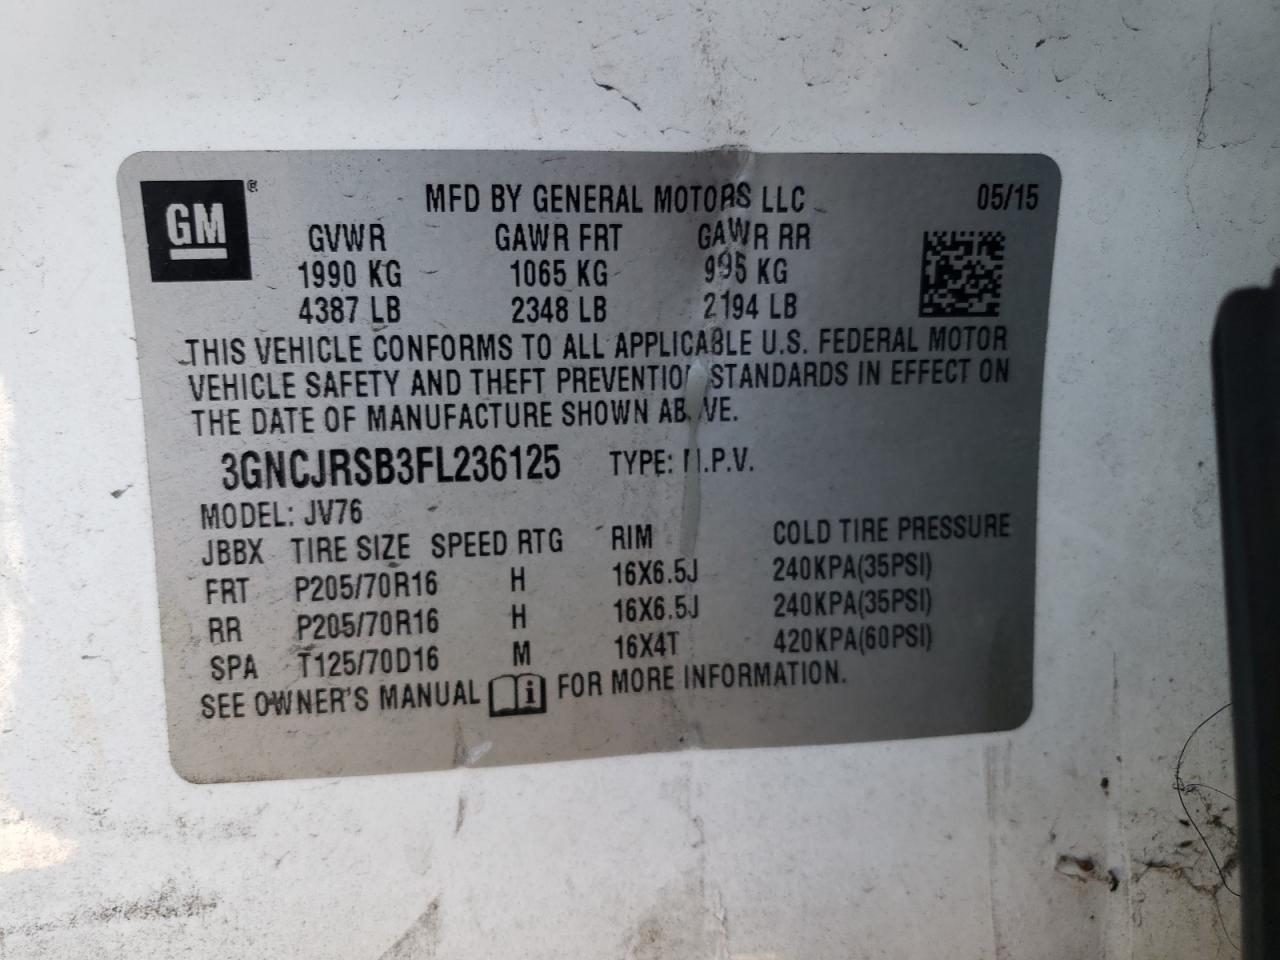 GM ®
MFD BY GENERAL MOTORS LLC 05/15
GVWR GAWR FRT GAWR RR
1990 KG 1065 KG 995 KG
4387 LB 2348 LB 2194 LB
THIS VEHICLE CONFORMS TO ALL APPLICABLE U.S. FEDERAL MOTOR
VEHICLE SAFETY AND THEFT PREVENTION STANDARDS IN EFFECT ON
THE DATE OF MANUFACTURE SHOWN ABOVE.
3GNCJRSB3FL236125 TYPE: M.P.V.
MODEL: JV76
JBBX TIRE SIZE SPEED RTG RIM COLD TIRE PRESSURE
FRT P205/70R16 H 16X6.5J 240KPA(35PSI)
RR P205/70R16 H 16X6.5J 240KPA(35PSI)
SPA T125/70D16 M 16X4T 420KPA(60PSI)
SEE OWNER'S MANUAL i FOR MORE INFORMATION.